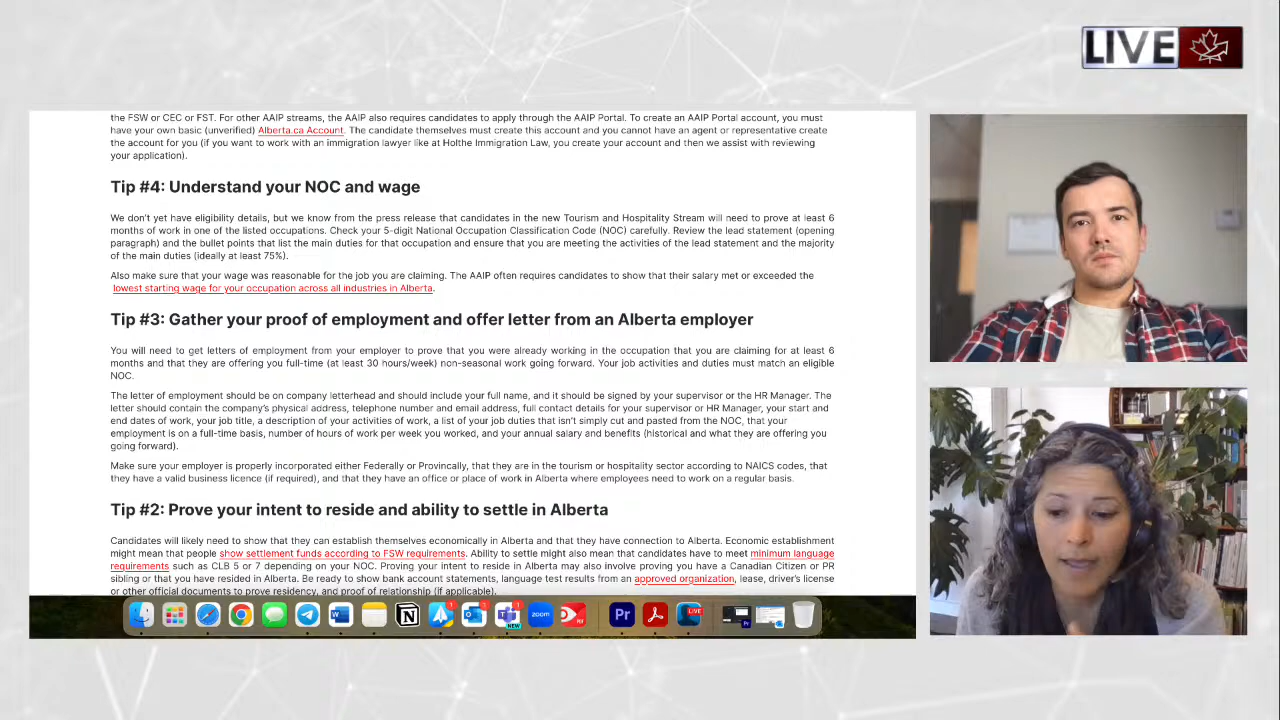 LIVE
the FSW or CEC or FST. For other AAIP streams, the AAIP also requires candidates to apply through the AAIP Portal. To create an AAIP Portal account, you must
have your own basic (unverified) Alberta.ca Account. The candidate themselves must create this account and you cannot have an agent or representative create
the account for you (if you want to work with an immigration lawyer like at Holthe Immigration Law, you create your account and then we assist with reviewing
your application).
Tip #4: Understand your NOC and wage
We don't yet have eligibility details, but we know from the press release that candidates in the new Tourism and Hospitality Stream will need to prove at least 6
months of work in one of the listed occupations. Check your 5-digit National Occupation Classification Code (NOC) carefully. Review the lead statement (opening
paragraph) and the bullet points that list the main duties for that occupation and ensure that you are meeting the activities of the lead statement and the majority
of the main duties (ideally at least 75%).
Also make sure that your wage was reasonable for the job you are claiming. The AAIP often requires candidates to show that their salary met or exceeded the
lowest starting wage for your occupation across all industries in Alberta.
Tip #3: Gather your proof of employment and offer letter from an Alberta employer
You will need to get letters of employment from your employer to prove that you were already working in the occupation that you are claiming for at least 6
months and that they are offering you full-time (at least 30 hours/week) non-seasonal work going forward. Your job activities and duties must match an eligible
NOC.
The letter of employment should be on company letterhead and should include your full name, and it should be signed by your supervisor or the HR Manager. The
letter should contain the company's physical address, telephone number and email address, full contact details for your supervisor or HR Manager, your start and
end dates of work, your job title, a description of your activities of work, a list of your job duties that isn't simply cut and pasted from the NOC, that your
employment is on a full-time basis, number of hours of work per week you worked, and your annual salary and benefits (historical and what they are offering you
going forward).
Make sure your employer is properly incorporated either Federally or Provincially, that they are in the tourism or hospitality sector according to NAICS codes, that
they have a valid business licence (if required), and that they have an office or place of work in Alberta where employees need to work on a regular basis.
Tip #2: Prove your intent to reside and ability to settle in Alberta
Candidates will likely need to show that they can establish themselves economically in Alberta and that they have connection to Alberta. Economic establishment
might mean that people show settlement funds according to FSW requirements. Ability to settle might also mean that candidates have to meet minimum language
requirements such as CLB 5 or 7 depending on your NOC. Proving your intent to reside in Alberta may also involve proving you have a Canadian Citizen or PR
sibling or that you have resided in Alberta. Be ready to show bank account statements, language test results from an approved organization, lease, driver's license
or other official documents to prove residency, and proof of relationship (if applicable).
NEW
zoom
Pr
LIVE